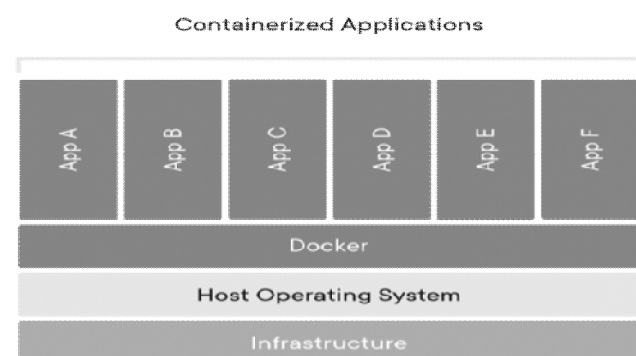 Containerized Applications
App A
App B
App C
App D
App E
App F
Docker
Host Operating System
Infrastructure